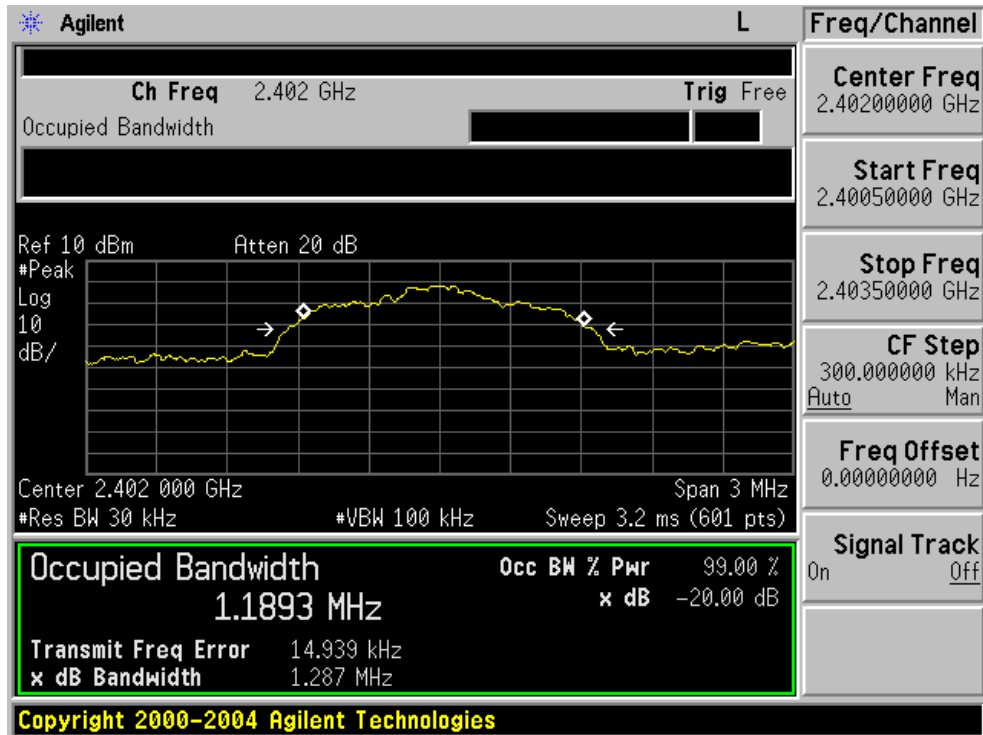 Agilent L
Ch Freq 2.402 GHz Trig Free
Occupied Bandwidth
Ref 10 dBm Atten 20 dB
#Peak
Log
10
dB/
Center 2.402 000 GHz Span 3 MHz
#Res BW 30 kHz #VBW 100 kHz Sweep 3.2 ms (601 pts)
Occupied Bandwidth
1.1893 MHz
Occ BW % Pwr 99.00 %
x dB -20.00 dB
Transmit Freq Error 14.939 kHz
x dB Bandwidth 1.287 MHz
Copyright 2000-2004 Agilent Technologies
Freq/Channel
Center Freq
2.40200000 GHz
Start Freq
2.40050000 GHz
Stop Freq
2.40350000 GHz
CF Step
300.000000 kHz
Auto Man
Freq Offset
0.00000000 Hz
Signal Track
On Off